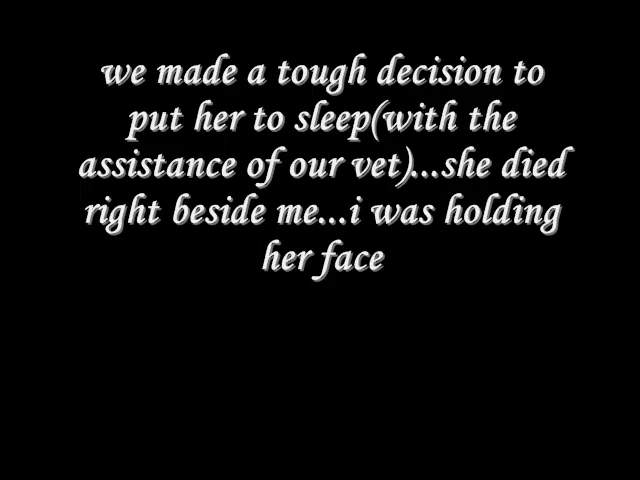 we made a tough decision to
put her to sleep(with the
assistance of our vet)...she died
right beside me...i was holding
her face